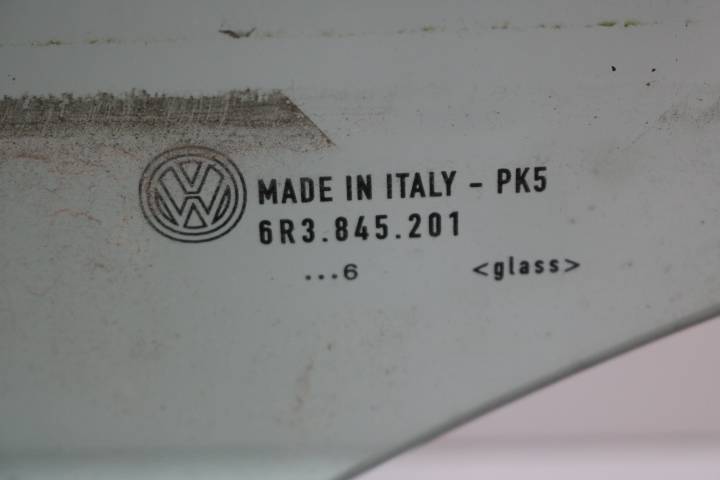 MADE IN ITALY - PK5
6R3.845.201
...6 <glass>